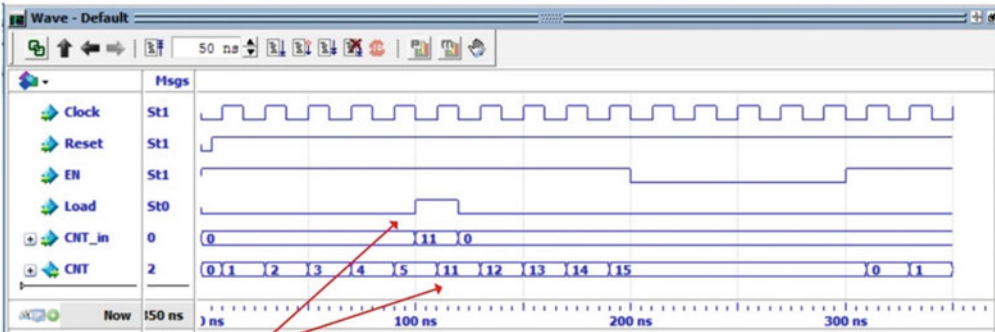 Wave - Default
50 ns
Msgs
Clock St1
Reset St1
EN St1
Load St0
CNT_in 0 0 11 0
CNT 2 0 1 2 3 4 5 11 12 13 14 15 0 1
Now 350 ns ns 100 ns 200 ns 300 ns